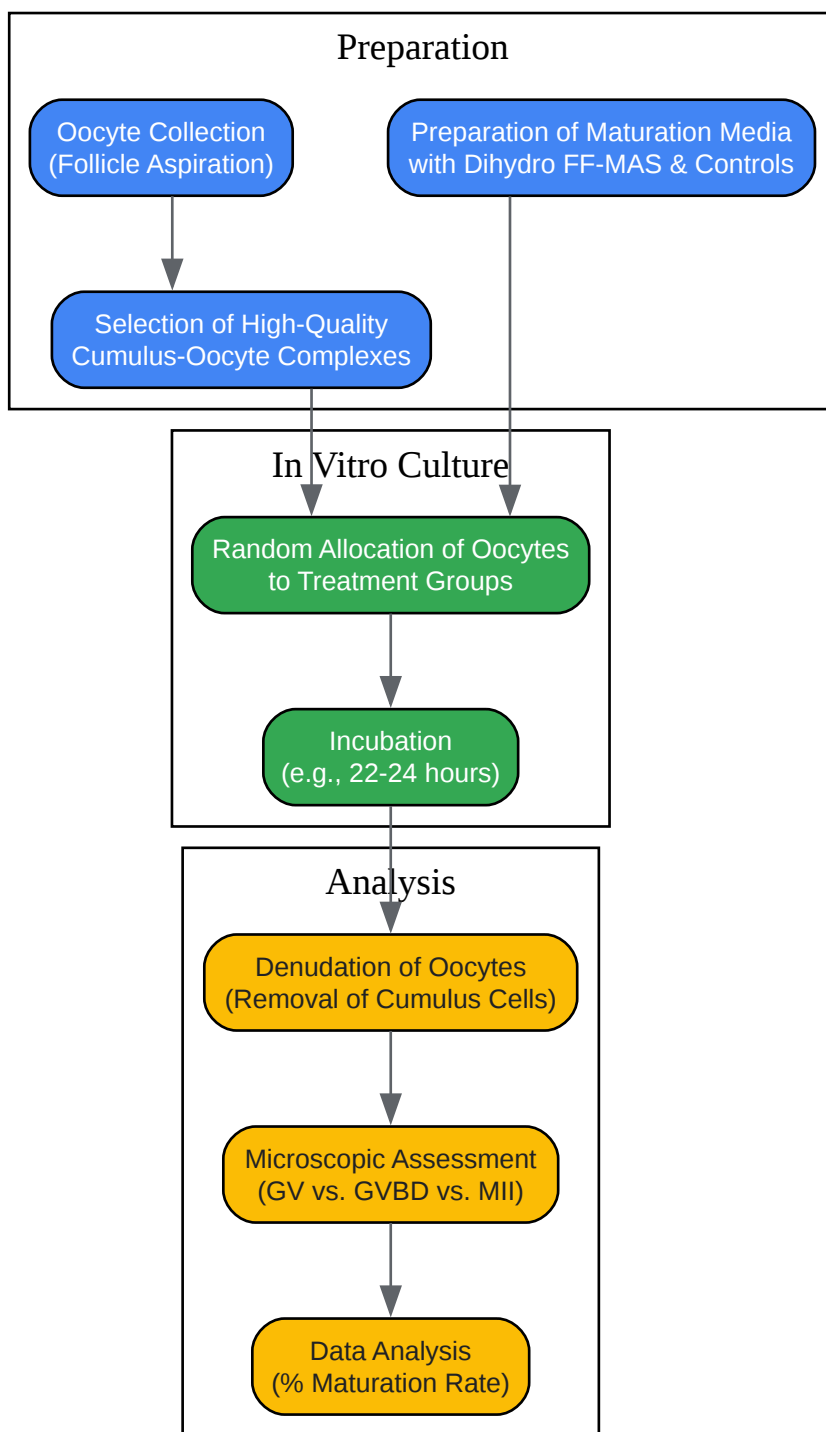 Preparation
Oocyte Collection
(Follicle Aspiration)
Preparation of Maturation Media
with Dihydro FF-MAS & Controls
Selection of High-Quality
Cumulus-Oocyte Complexes
In Vitro Culture
Random Allocation of Oocytes
to Treatment Groups
Incubation
(e.g., 22-24 hours)
Analysis
Denudation of Oocytes
(Removal of Cumulus Cells)
Microscopic Assessment
(GV vs. GVBD vs. MII)
Data Analysis
(% Maturation Rate)